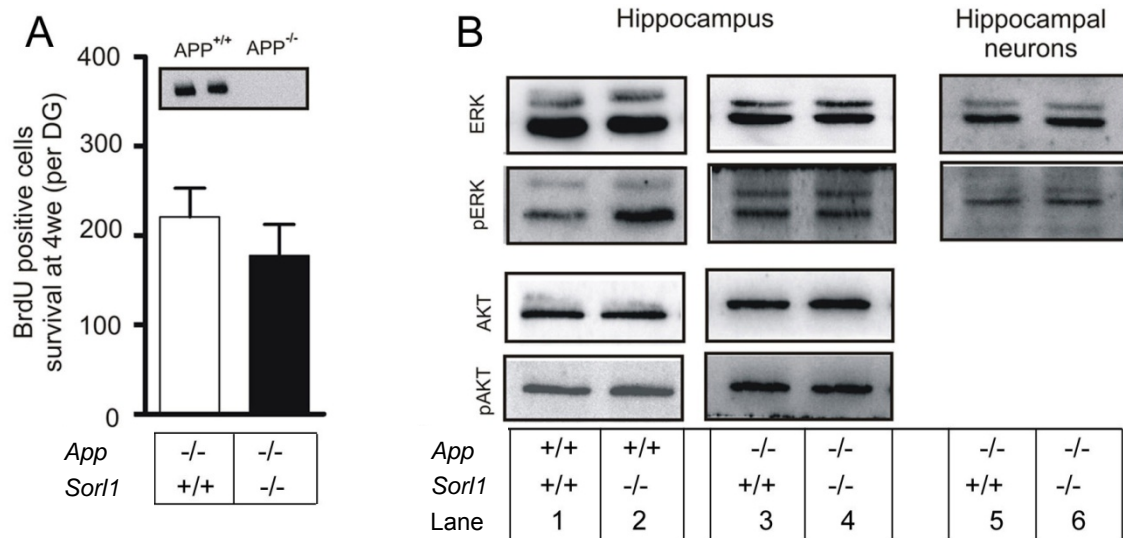 A
APP+/+ APP-/-
400
300
200
100
0
BrdU positive cells
survival at 4we (per DG)
App -/- -/-
Sorl1 +/+ -/-
B
Hippocampus
Hippocampal
neurons
ERK
pERK
AKT
pAKT
App +/+ +/+ -/- -/- -/- -/-
Sorl1 +/+ -/- +/+ -/- +/+ -/-
Lane 1 2 3 4 5 6